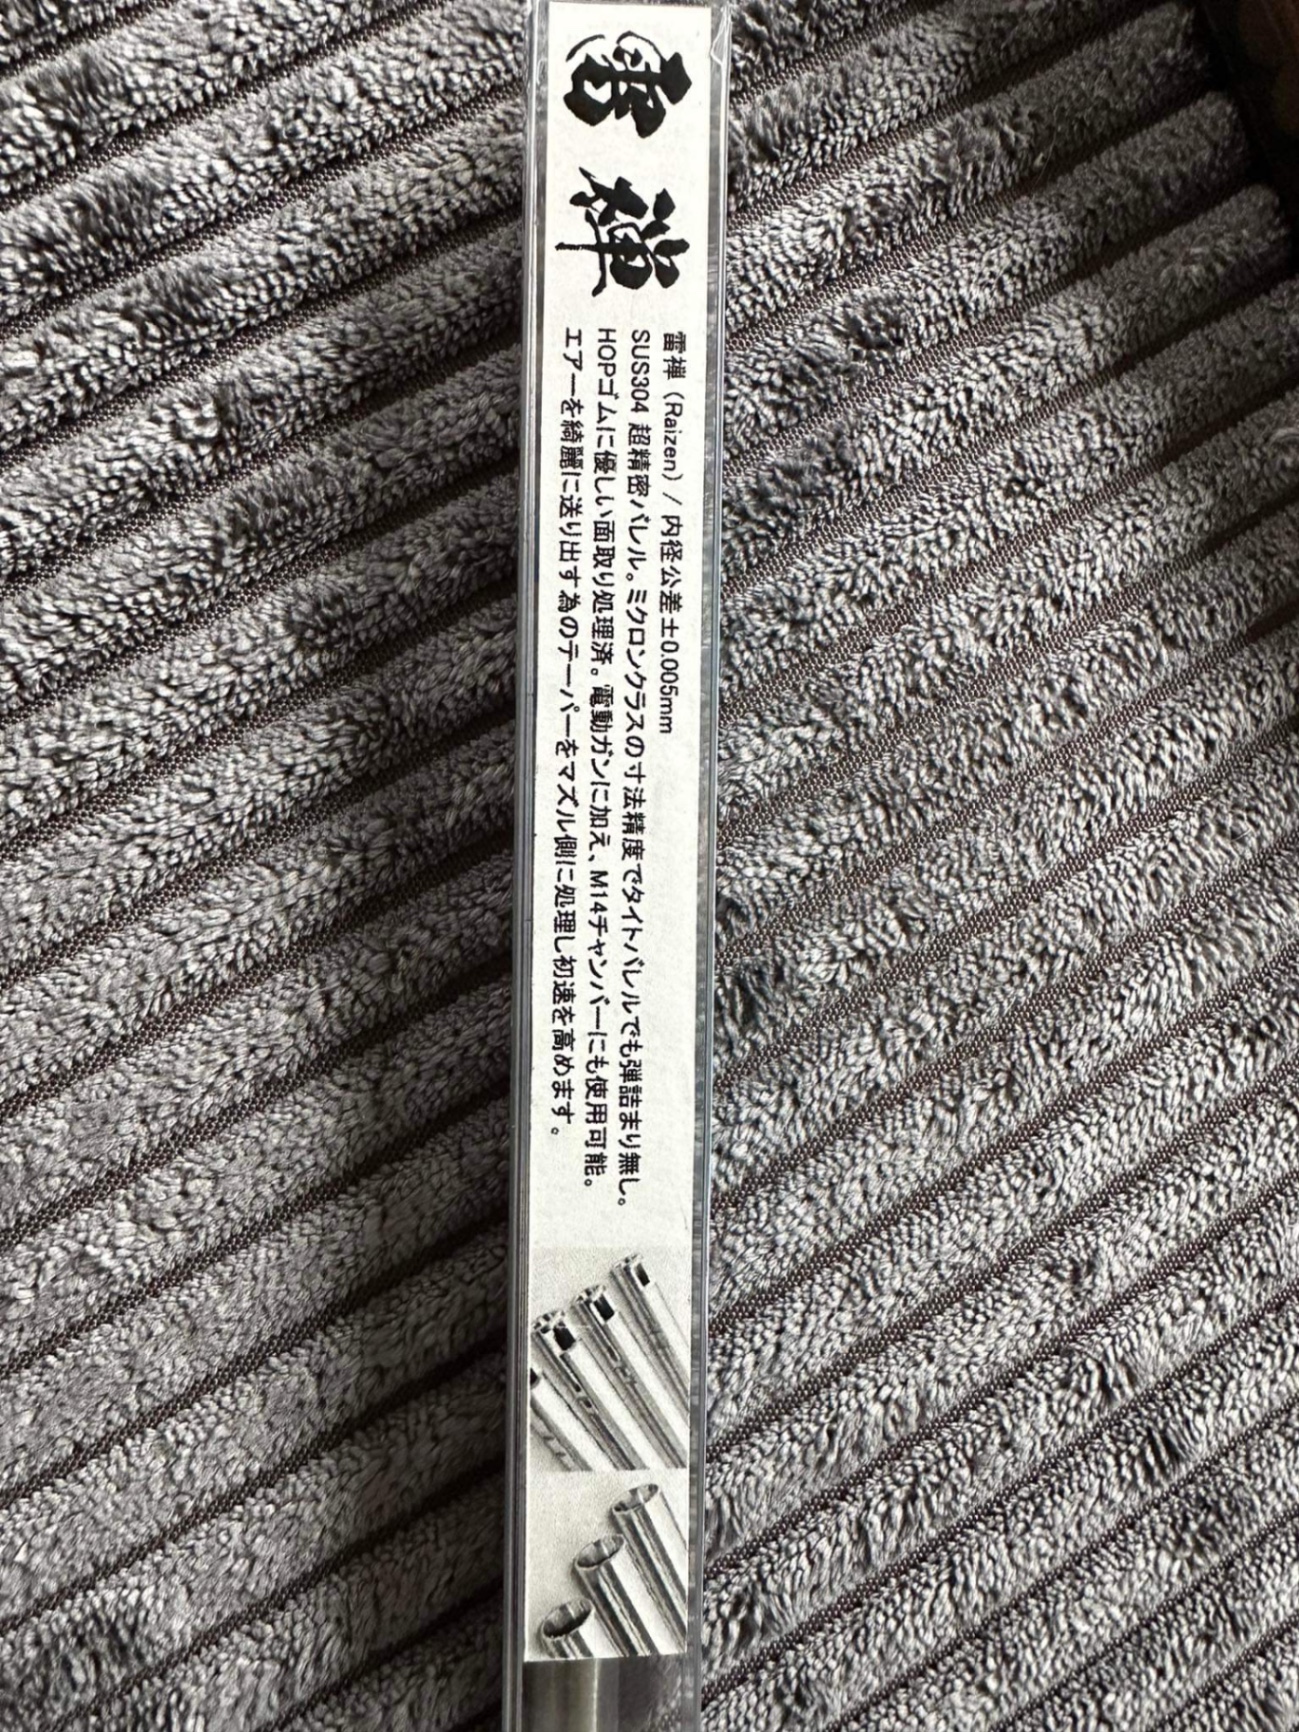 雷禅
雷禅（Raizen）/ 内径公差±0.005mm
SUS304 超精密バレル。ミクロンクラスの寸法精度でタイトバレルでも弾詰まり無し。
HOPゴムに優しい面取り処理済。電動ガンに加え、M14チャンバーにも使用可能。
エアーを綺麗に送り出す為のテーパーをマズル側に処理し初速を高めます。